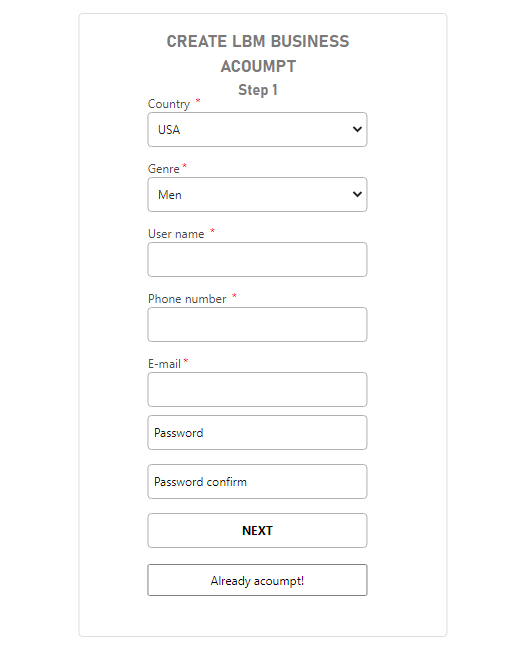 CREATE LBM BUSINESS
ACOUMPT
Step 1
Country *
USA
Genre *
Men
User name *
Phone number *
E-mail *
Password
Password confirm
NEXT
Already acoumpt!